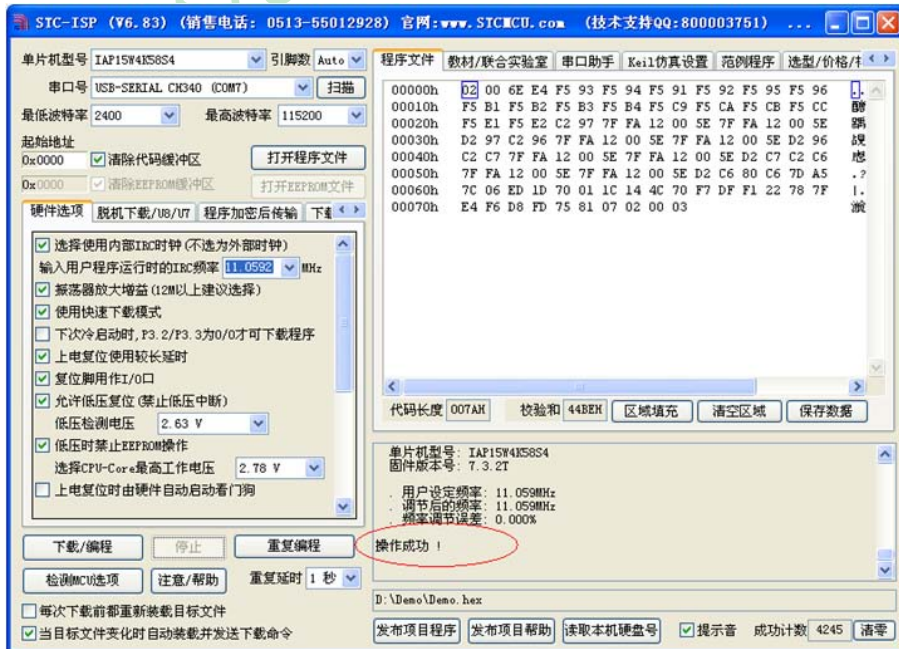 STC-ISP (V6.83) (销售电话: 0513-55012928) 官网:www.STCMCU.com (技术支持QQ:800003751) ...
单片机型号 IAP15W4K58S4 引脚数 Auto
串口号 USB-SERIAL CH340 (COM7) 扫描
最低波特率 2400 最高波特率 115200
起始地址
0x0000 清除代码缓冲区 打开程序文件
0x0000 清除EEPROM缓冲区 打开EEPROM文件
硬件选项 脱机下载/U8/U7 程序加密后传输
选择使用内部IRC时钟(不选为外部时钟)
输入用户程序运行时的IRC频率 11.0592 MHz
振荡器放大增益(12M以上建议选择)
使用快速下载模式
下次冷启动时,P3.2/P3.3为0/0才可下载程序
上电复位使用较长延时
复位脚用作I/O口
允许低压复位(禁止低压中断)
低压检测电压 2.63 V
低压时禁止EEPROM操作
选择CPU-Core最高工作电压 2.78 V
上电复位时由硬件自动启动看门狗
下载/编程 停止 重复编程
检测MCU选项 注意/帮助 重复延时 1 秒
每次下载前都重新装载目标文件
当目标文件变化时自动装载并发送下载命令
程序文件 教材/联合实验室 串口助手 Keil仿真设置 范例程序 选型/价格/
00000h 02 00 6E E4 F5 93 F5 94 F5 91 F5 92 F5 95 F5 96
00010h F5 B1 F5 B2 F5 B3 F5 B4 F5 C9 F5 CA F5 CB F5 CC
00020h F5 E1 F5 E2 C2 97 7F FA 12 00 5E 7F FA 12 00 5E
00030h D2 97 C2 96 7F FA 12 00 5E 7F FA 12 00 5E D2 96
00040h C2 C7 7F FA 12 00 5E 7F FA 12 00 5E D2 C7 C2 C6
00050h 7F FA 12 00 5E 7F FA 12 00 5E D2 C6 80 C6 7D A5 .?
00060h 7C 06 ED 1D 70 01 1C 14 4C 70 F7 DF F1 22 78 7F |.
00070h E4 F6 D8 FD 75 81 07 02 00 03
代码长度 007AH 校验和 44BEH 区域填充 清空区域 保存数据
单片机型号: IAP15W4K58S4
固件版本号: 7.3.2T
. 用户设定频率: 11.059MHz
. 调节后的频率: 11.059MHz
. 频率调节误差: 0.000%
操作成功 !
D:\Demo\Demo.hex
发布项目程序 发布项目帮助 读取本机硬盘号 提示音 成功计数 4245 清零